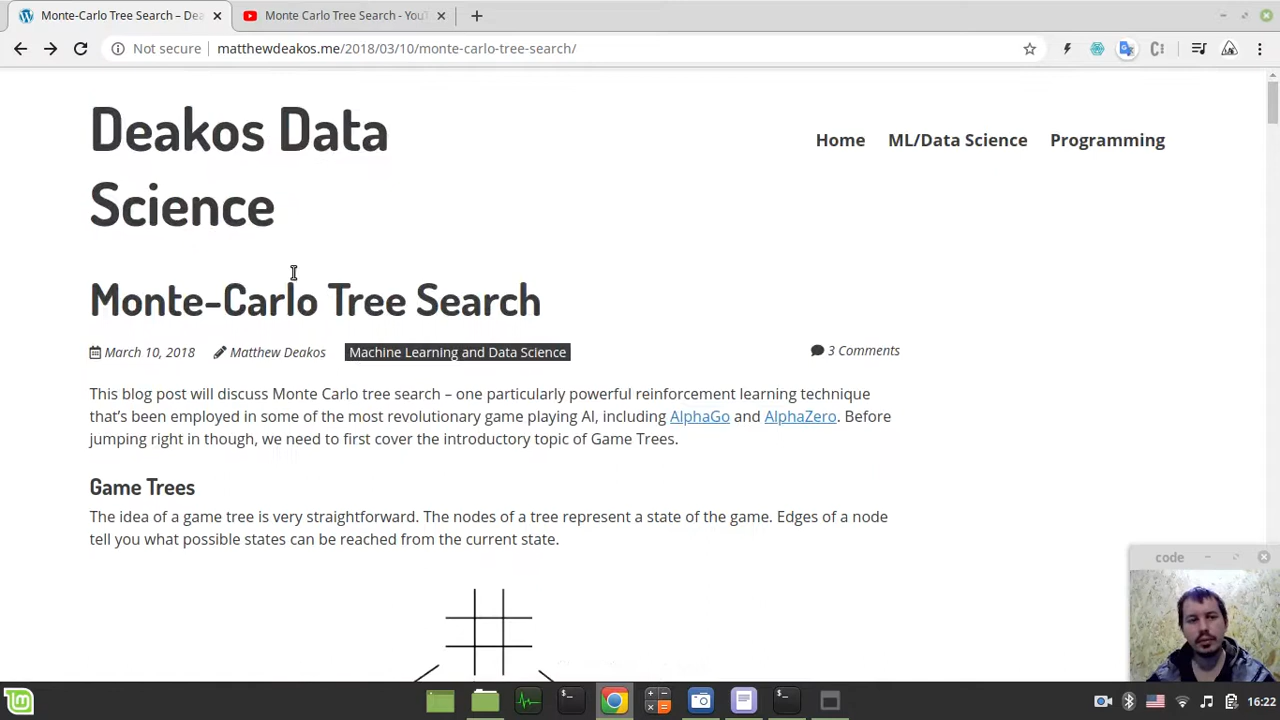 Monte-Carlo Tree Search – Dea
Monte Carlo Tree Search - YouT
Not secure
matthewdeakos.me/2018/03/10/monte-carlo-tree-search/
Deakos Data
Science
Home
ML/Data Science
Programming
Monte-Carlo Tree Search
March 10, 2018
Matthew Deakos
Machine Learning and Data Science
3 Comments
This blog post will discuss Monte Carlo tree search – one particularly powerful reinforcement learning technique
that's been employed in some of the most revolutionary game playing AI, including AlphaGo and AlphaZero. Before
jumping right in though, we need to first cover the introductory topic of Game Trees.
Game Trees
The idea of a game tree is very straightforward. The nodes of a tree represent a state of the game. Edges of a node
tell you what possible states can be reached from the current state.
code
16:22